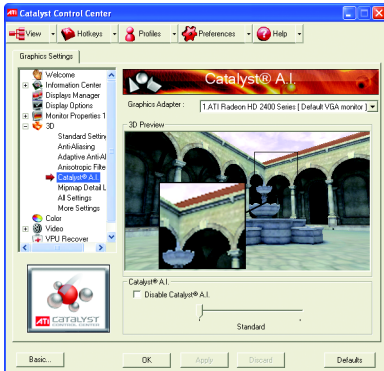 ATI Catalyst Control Center
View Hotkeys Profiles Preferences Help
Graphics Settings
Welcome
Information Center
Displays Manager
Display Options
Monitor Properties 1
3D
Standard Settin
Anti-Aliasing
Adaptive Anti-Al
Anisotropic Filte
Catalyst® A.I.
Mipmap Detail L
All Settings
More Settings
Color
Video
VPU Recover
Catalyst® A.I.
Graphics Adapter :
1.ATI Radeon HD 2400 Series [ Default VGA monitor ]
3D Preview
Catalyst® A.I.
Disable Catalyst® A.I.
Standard
ATI CATALYST
CONTROL CENTER
Basic... OK Apply Discard Defaults